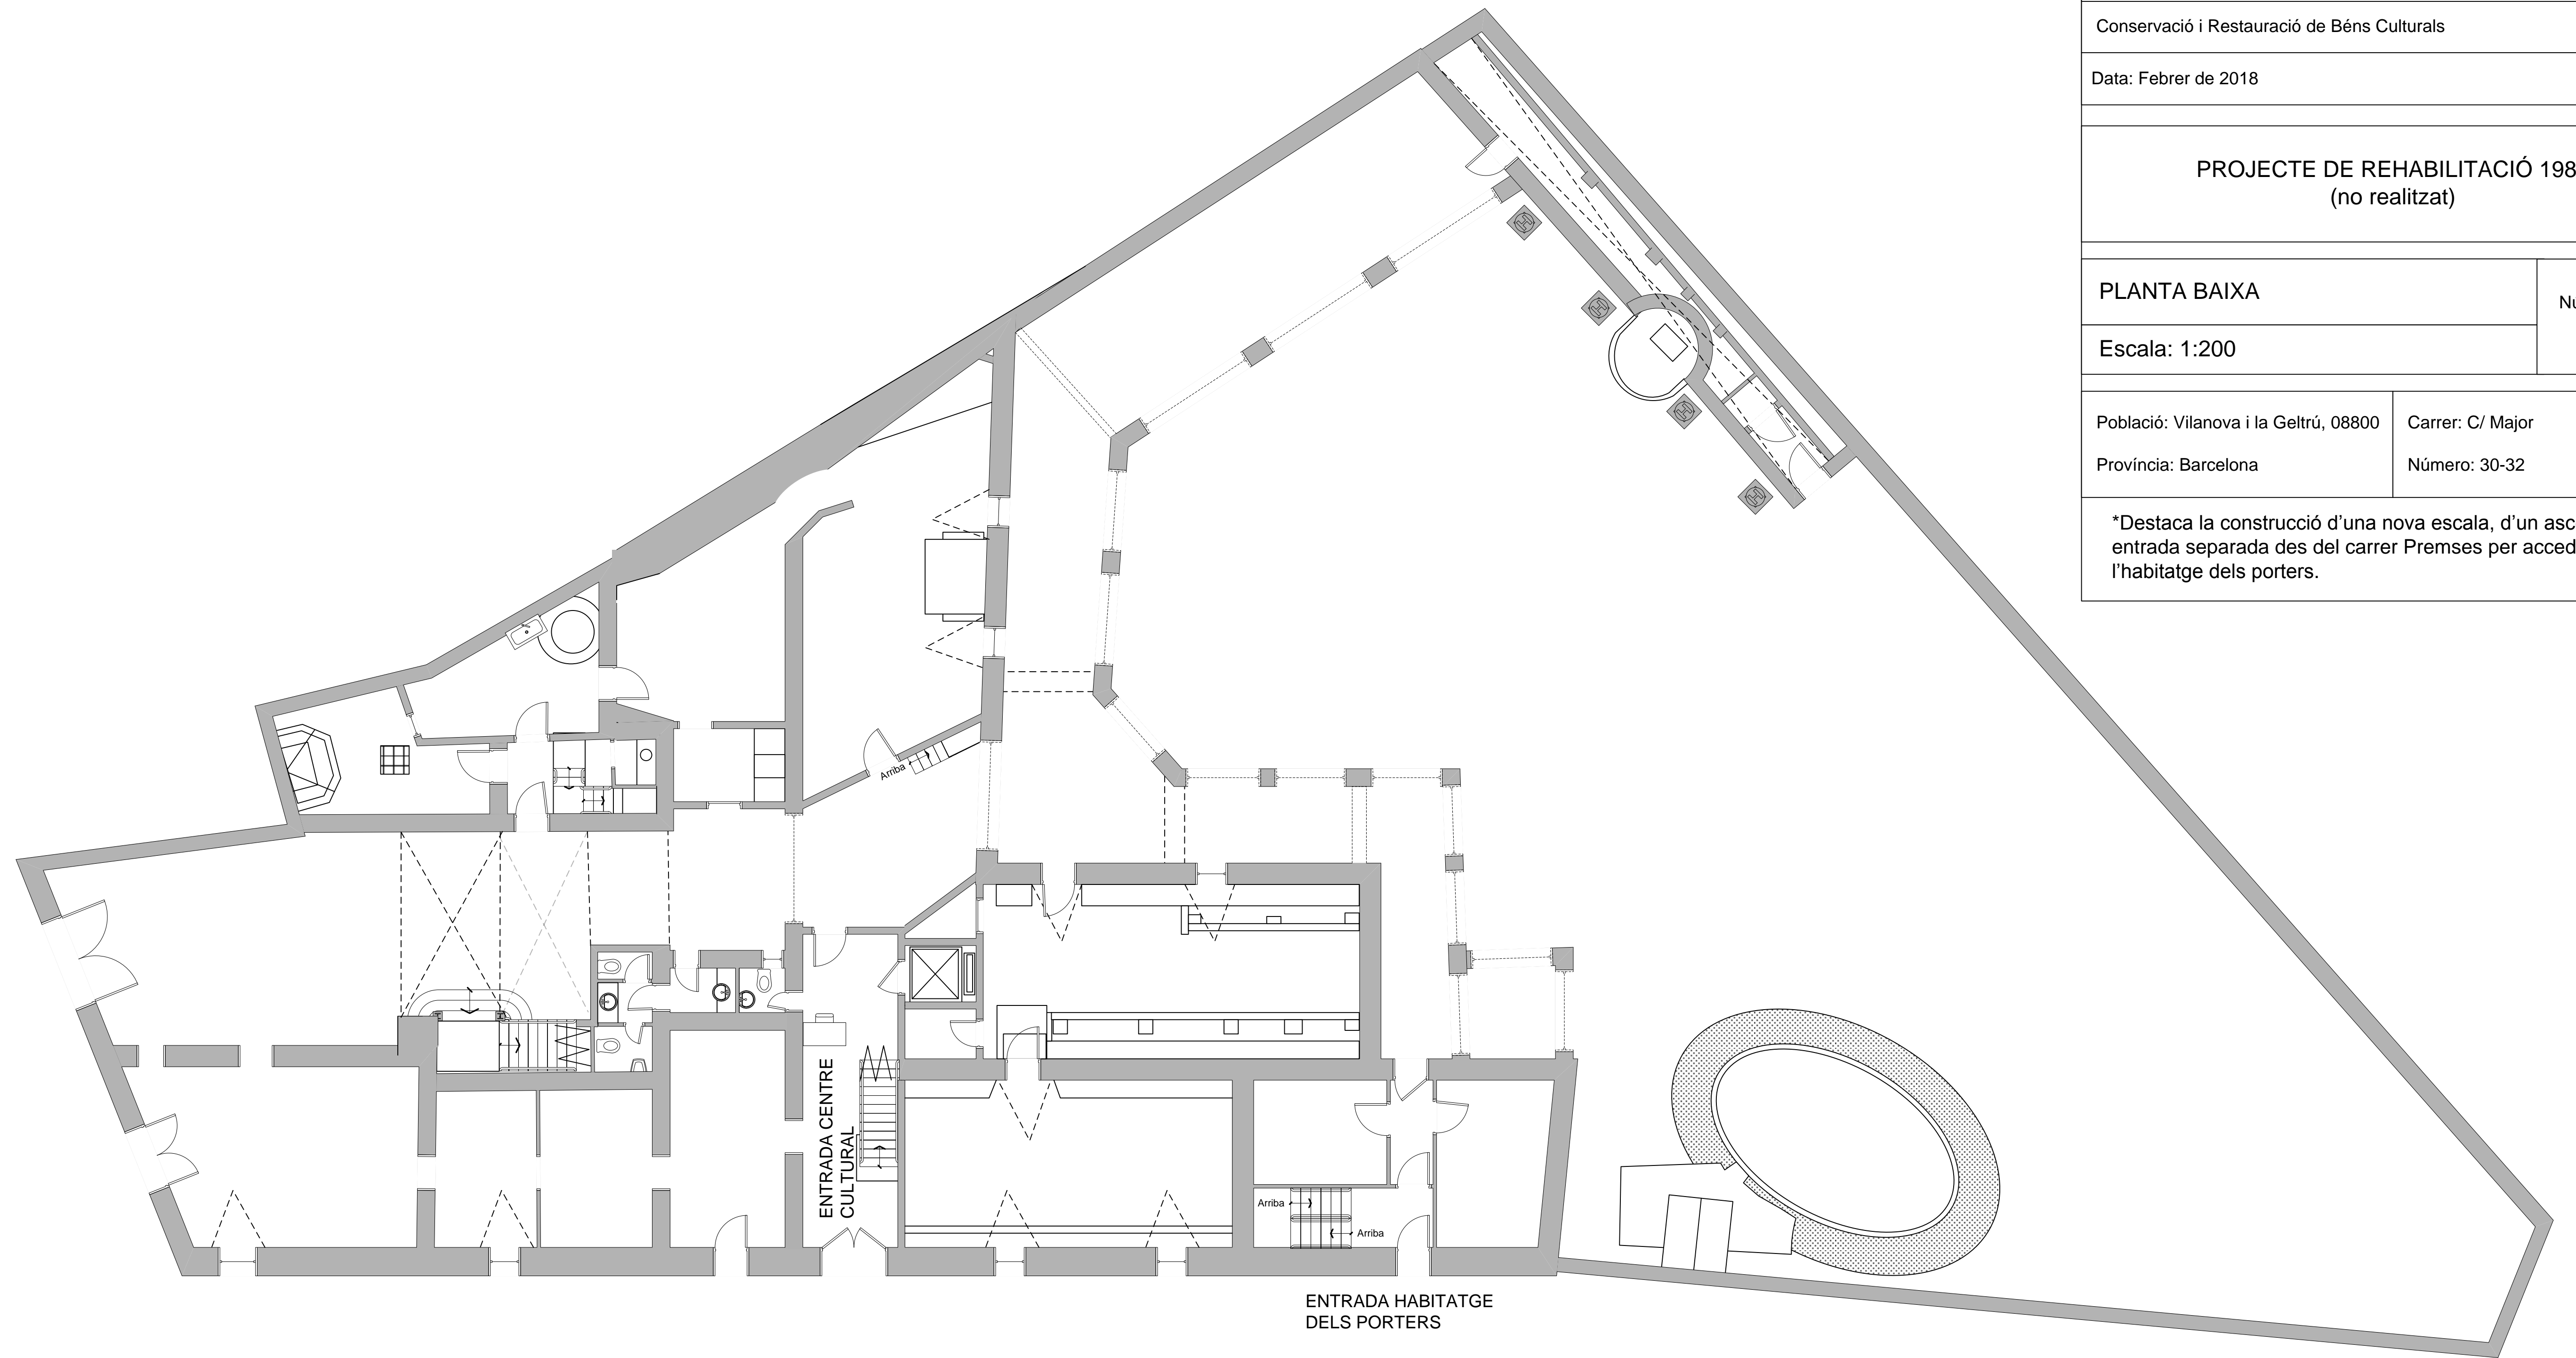 Conservació i Restauració de Béns Culturals
Data: Febrer de 2018
PROJECTE DE REHABILITACIÓ 198
(no realitzat)
PLANTA BAIXA
Escala: 1:200
Població: Vilanova i la Geltrú, 08800
Província: Barcelona
Carrer: C/ Major
Número: 30-32
*Destaca la construcció d’una nova escala, d’un
entrada separada des del carrer Premses per
l’habitatge dels porters.
Arriba
ENTRADA CENTRE
CULTURAL
Arriba
Arriba
ENTRADA HABITATGE
DELS PORTERS